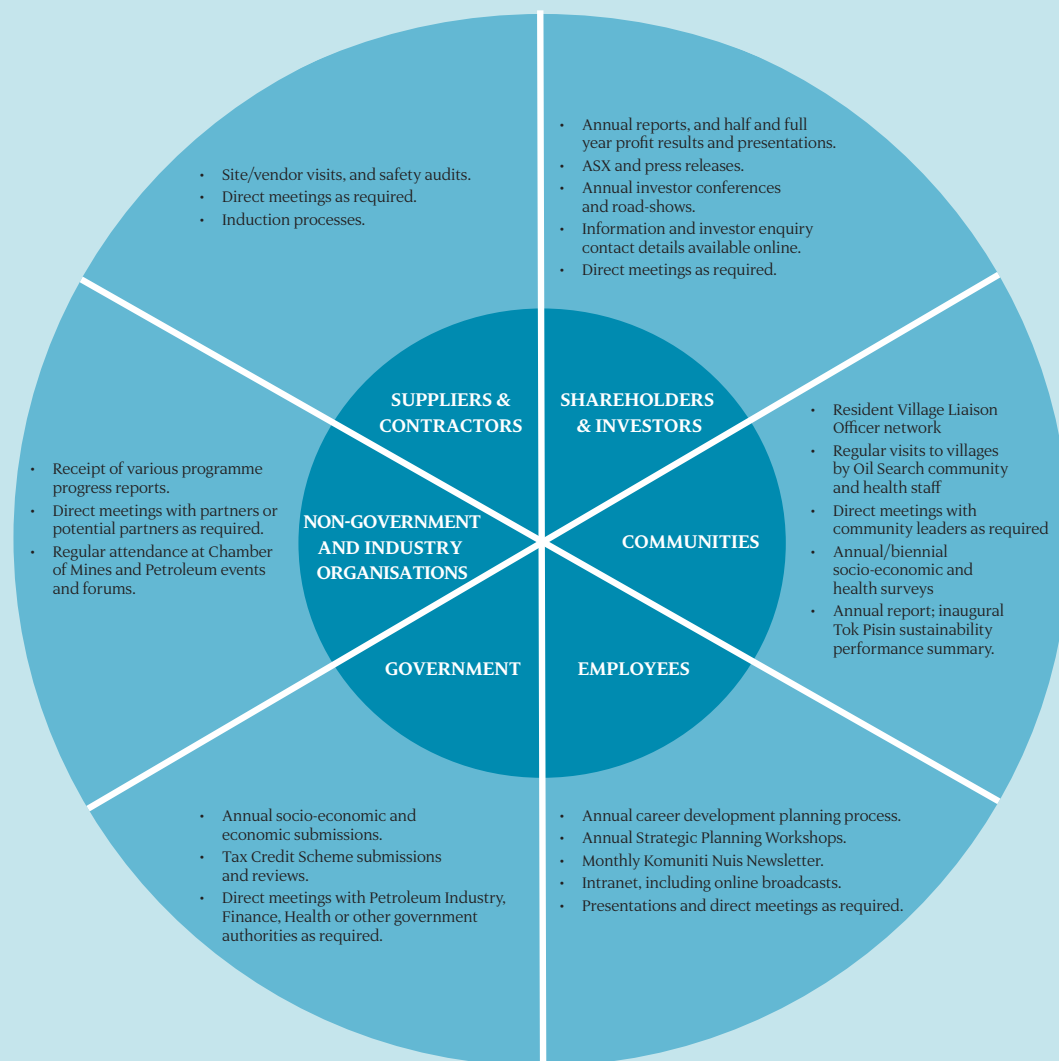 • Annual reports, and half and full
year profit results and presentations.
• ASX and press releases.
• Annual investor conferences
and road-shows.
• Information and investor enquiry
contact details available online.
• Direct meetings as required.
SHAREHOLDERS
& INVESTORS
• Resident Village Liaison
Officer network
• Regular visits to villages
by Oil Search community
and health staff
• Direct meetings with
community leaders as required
• Annual/biennial
socio-economic and
health surveys
• Annual report; inaugural
Tok Pisin sustainability
performance summary.
COMMUNITIES
EMPLOYEES
• Annual career development planning process.
• Annual Strategic Planning Workshops.
• Monthly Komuniti Nuis Newsletter.
• Intranet, including online broadcasts.
• Presentations and direct meetings as required.
GOVERNMENT
• Annual socio-economic and
economic submissions.
• Tax Credit Scheme submissions
and reviews.
• Direct meetings with Petroleum Industry,
Finance, Health or other government
authorities as required.
NON-GOVERNMENT
AND INDUSTRY
ORGANISATIONS
• Receipt of various programme
progress reports.
• Direct meetings with partners or
potential partners as required.
• Regular attendance at Chamber
of Mines and Petroleum events
and forums.
SUPPLIERS &
CONTRACTORS
• Site/vendor visits, and safety audits.
• Direct meetings as required.
• Induction processes.